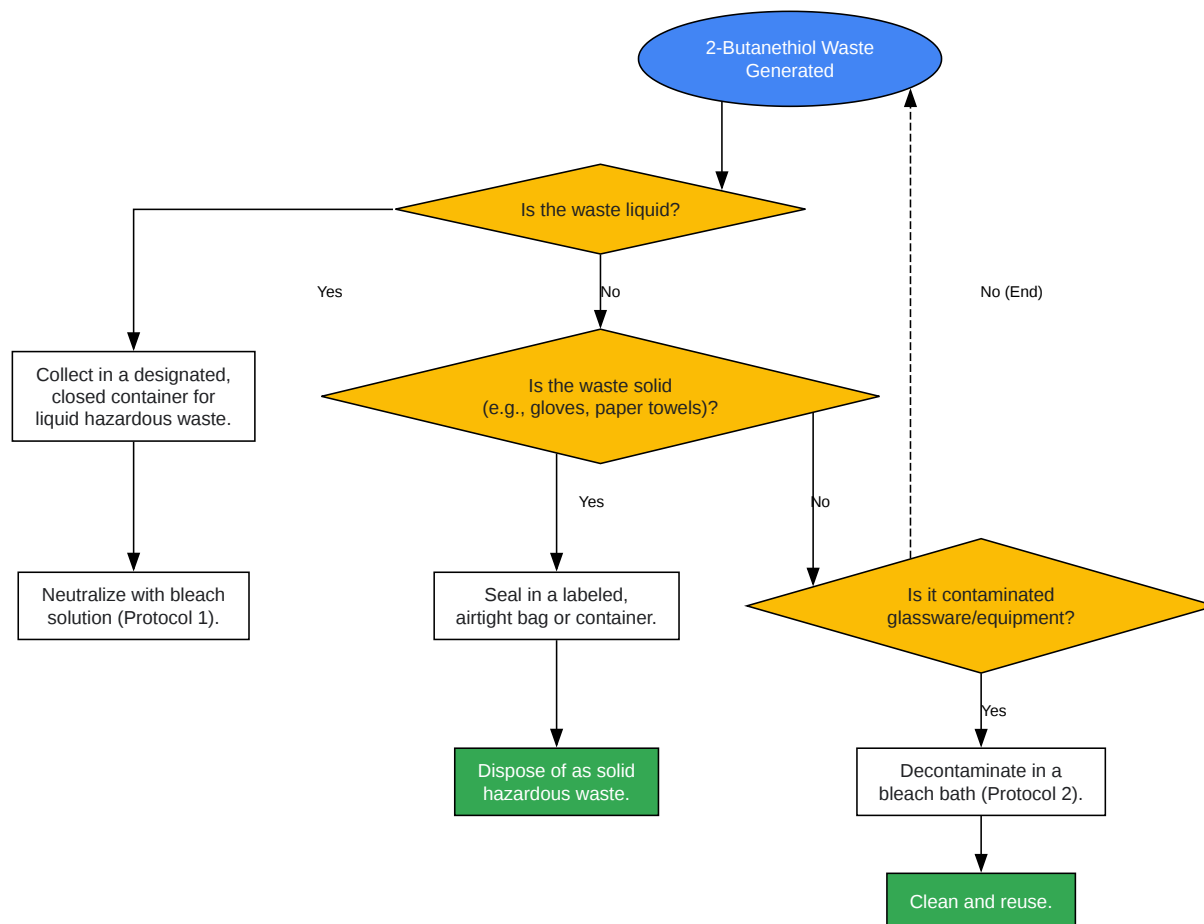 2-Butanethiol Waste
Generated
Is the waste liquid?
Yes
No
No (End)
Collect in a designated,
closed container for
liquid hazardous waste.
Is the waste solid
(e.g., gloves, paper towels)?
Yes
No
Neutralize with bleach
solution (Protocol 1).
Seal in a labeled,
airtight bag or container.
Is it contaminated
glassware/equipment?
Yes
Dispose of as solid
hazardous waste.
Decontaminate in a
bleach bath (Protocol 2).
Clean and reuse.